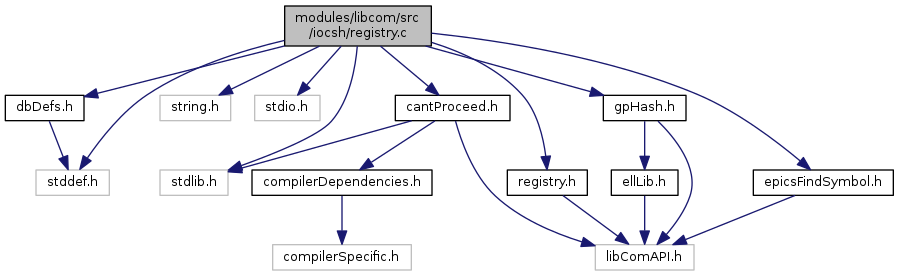 modules/libcom/src
/iocsh/registry.c
dbDefs.h
string.h
stdio.h
cantProceed.h
gpHash.h
stddef.h
stdlib.h
compilerDependencies.h
registry.h
ellLib.h
epicsFindSymbol.h
compilerSpecific.h
libComAPI.h